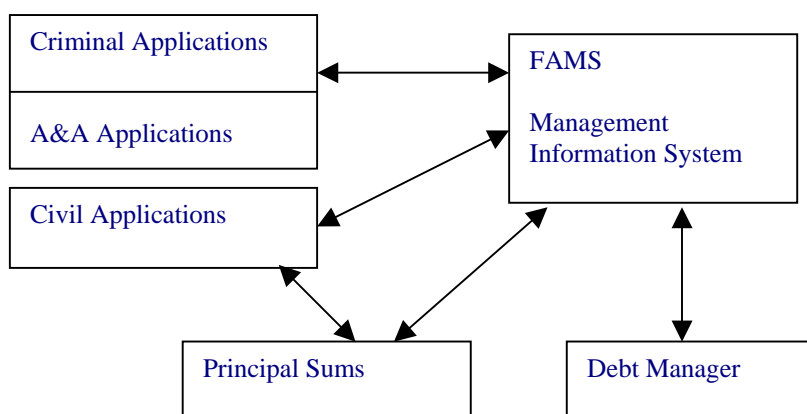 Criminal Applications
A&A Applications
Civil Applications
FAMS
Management
Information System
Principal Sums
Debt Manager